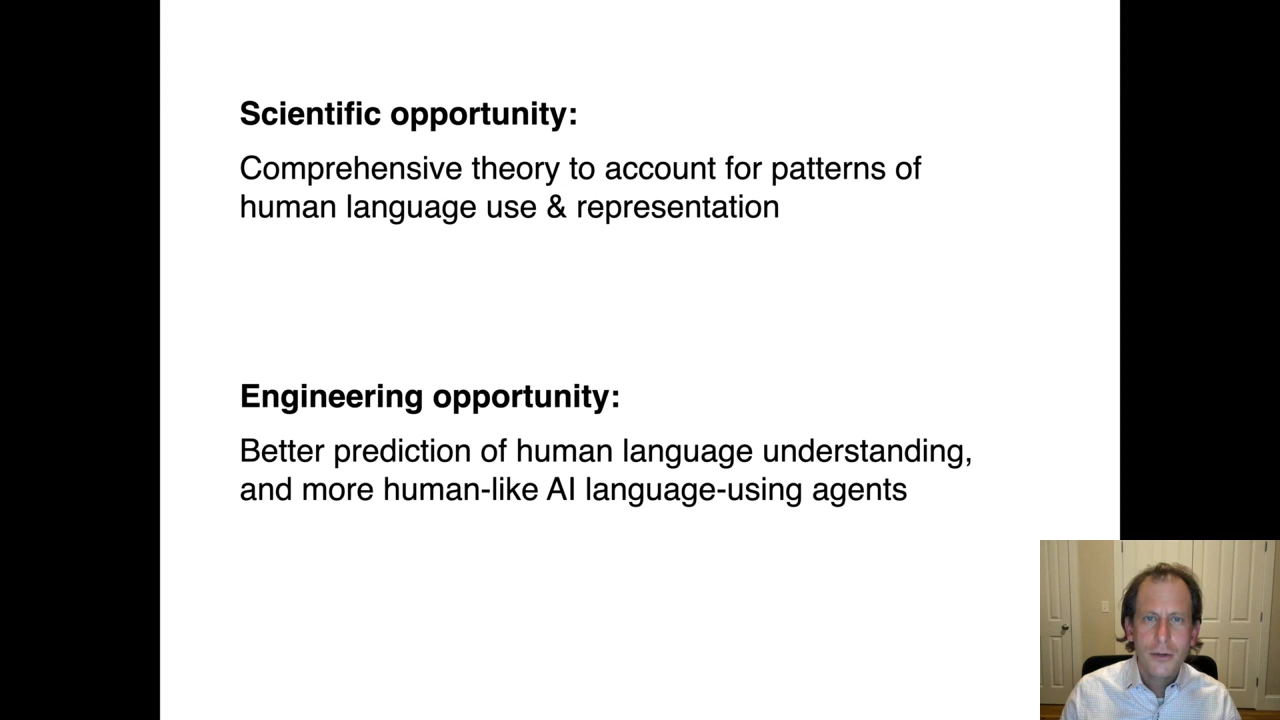 Scientific opportunity:
Comprehensive theory to account for patterns of
human language use & representation
Engineering opportunity:
Better prediction of human language understanding,
and more human-like AI language-using agents